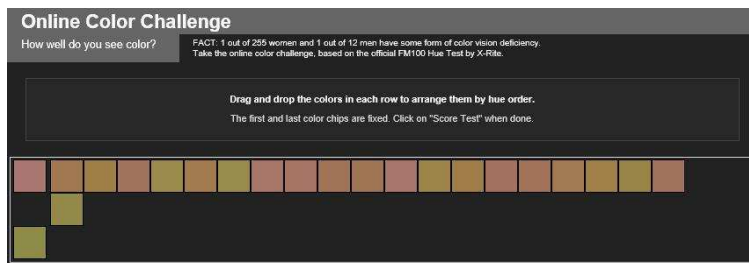 Online Color Challenge
How well do you see color?
FACT: 1 out of 255 women and 1 out of 12 men have some form of color vision deficiency.
Take the online color challenge, based on the official FM100 Hue Test by X-Rite.
Drag and drop the colors in each row to arrange them by hue order.
The first and last color chips are fixed. Click on "Score Test" when done.